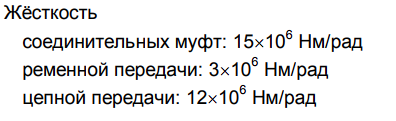 Жёсткость
соединительных муфт: 15×10⁶ Нм/рад
ременной передачи: 3×10⁶ Нм/рад
цепной передачи: 12×10⁶ Нм/рад